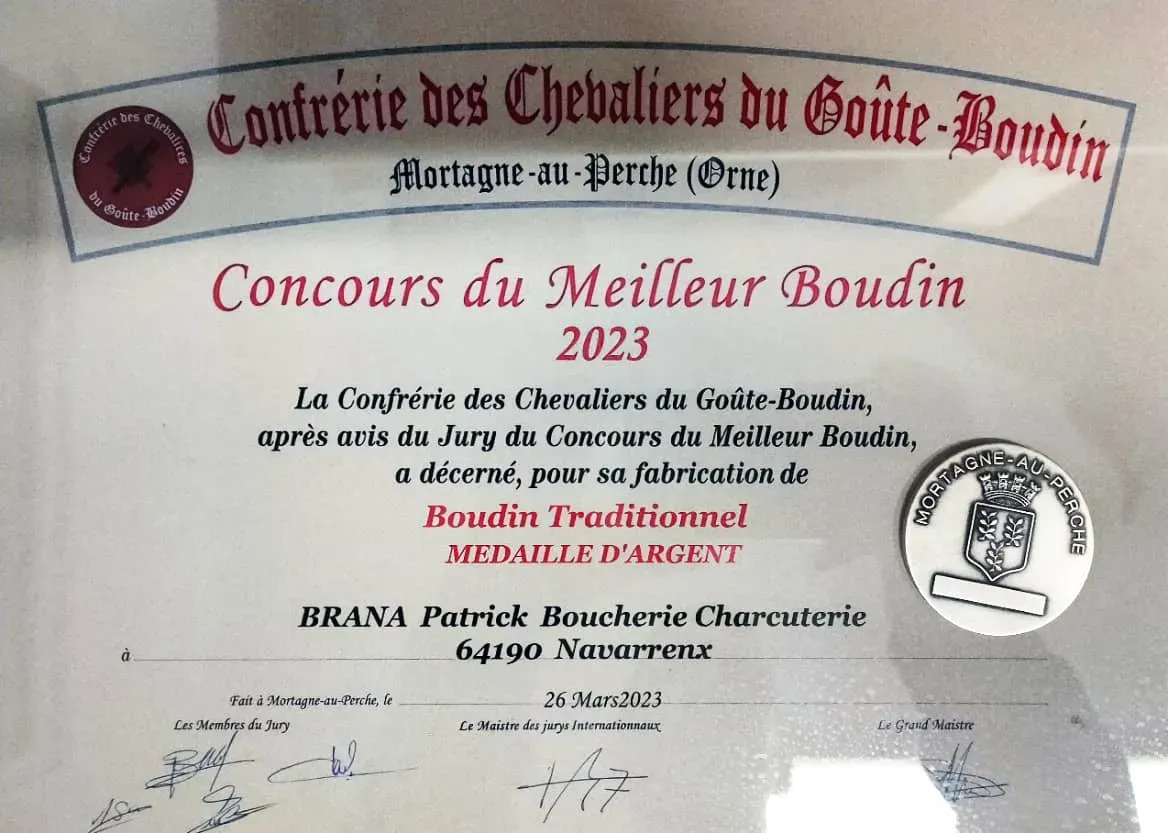 Confrérie des Chevaliers du Goûte-Boudin
Confrérie des Chevalires
du Goûte-Boudin
Mortagne-au-Perche (Orne)
Concours du Meilleur Boudin
2023
La Confrérie des Chevaliers du Goûte-Boudin,
après avis du Jury du Concours du Meilleur Boudin,
a décerné, pour sa fabrication de
Boudin Traditionnel
MEDAILLE D'ARGENT
MORTAGNE-AU-PERCHE
BRANA Patrick Boucherie Charcuterie
à 64190 Navarrenx
Fait à Mortagne-au-Perche, le 26 Mars2023
Les Membres du Jury Le Maistre des jurys Internationnaux Le Grand Maistre